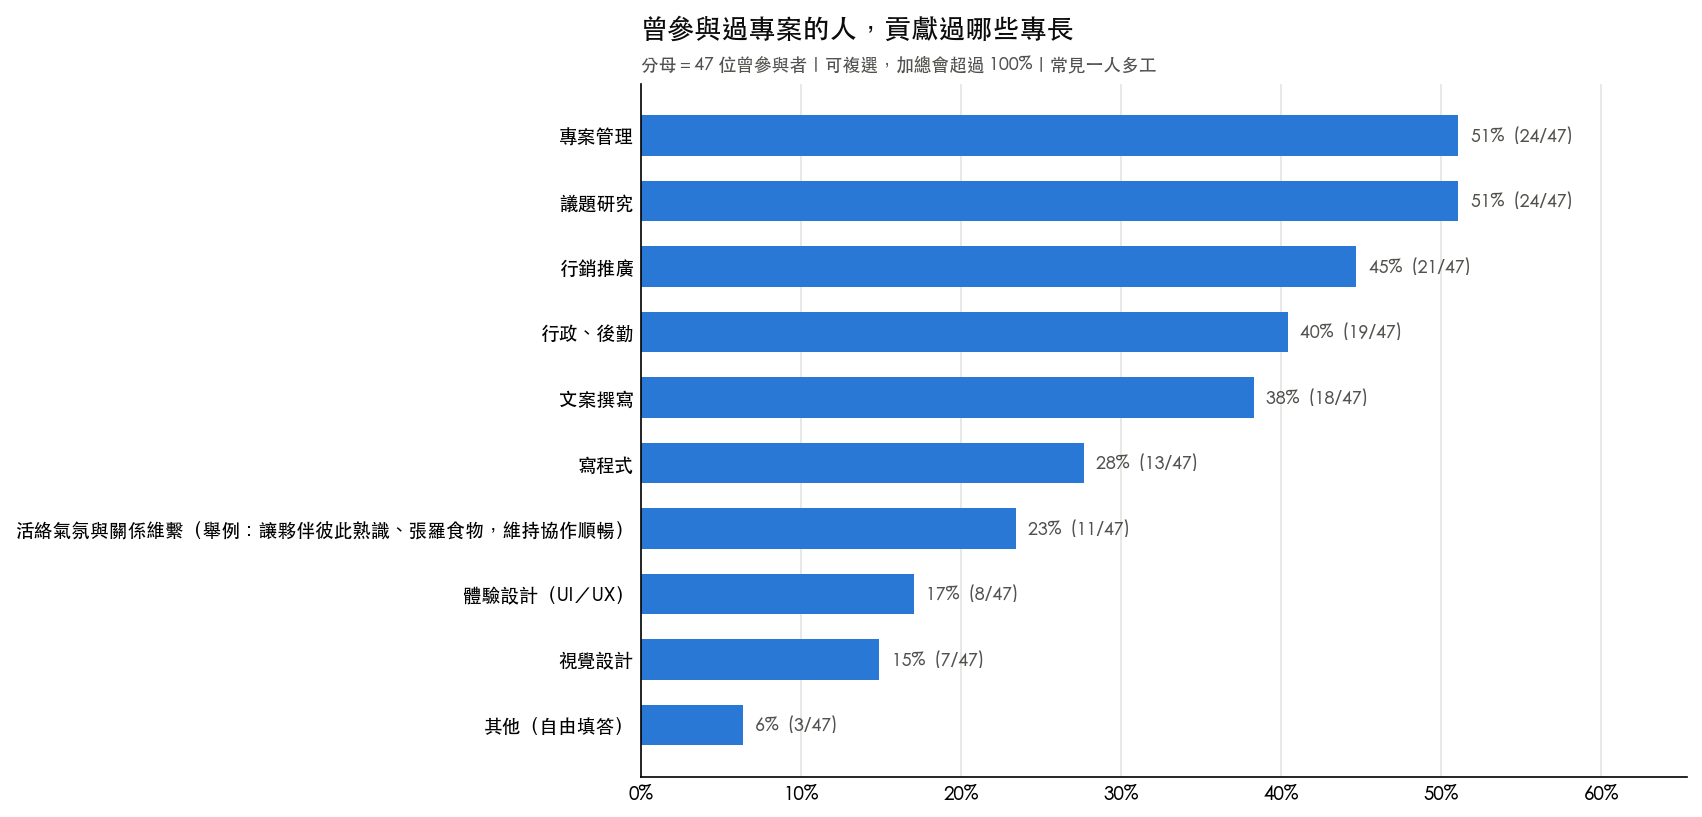 曾參與過專案的人，貢獻過哪些專長
分母＝47 位曾參與者｜可複選，加總會超過 100%｜常見一人多工
專案管理 51% (24/47)
議題研究 51% (24/47)
行銷推廣 45% (21/47)
行政、後勤 40% (19/47)
文案撰寫 38% (18/47)
寫程式 28% (13/47)
活絡氣氛與關係維繫（舉例：讓夥伴彼此熟識、張羅食物，維持協作順暢） 23% (11/47)
體驗設計（UI／UX） 17% (8/47)
視覺設計 15% (7/47)
其他（自由填答） 6% (3/47)
0% 10% 20% 30% 40% 50% 60%